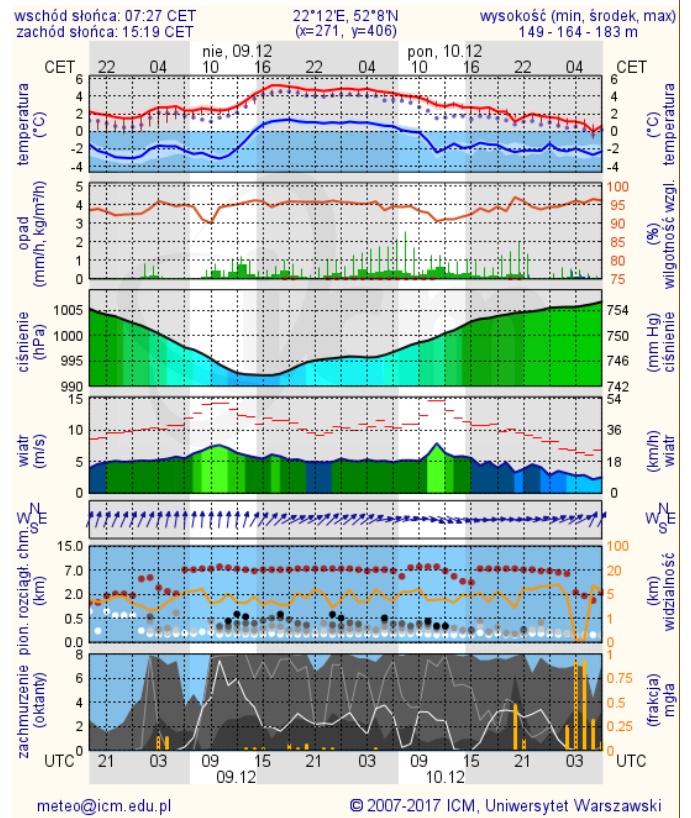 wschód słońca: 07:27 CET 22°12'E, 52°8'N wysokość (min, środek, max)
zachód słońca: 15:19 CET (x=271, y=406) 149 - 164 - 183 m
nie, 09.12 pon, 10.12
CET 22 04 10 16 22 04 10 16 22 04 CET
temperatura (°C) 6 4 2 0 -2 -4 6 4 2 0 -2 -4 temperatura (°C)
opad (mm/h, kg/m²/h) 5 4 3 2 1 0 100 95 90 85 80 75 (%) wilgotność wzgl.
ciśnienie (hPa) 1005 1000 995 990 754 750 746 742 (mm Hg) ciśnienie
wiatr (m/s) 15 10 5 0 54 36 18 0 (km/h) wiatr
N W E S N W E S
pion. rozciągł. chm. (km) 15.0 7.0 2.0 0.5 0.0 100 20 5 1 0 (km) widzialność
zachmurzenie (oktanty) 8 6 4 2 0 1 0.75 0.5 0.25 0 (frakcja) mgła
UTC 21 03 09 15 21 03 09 15 21 03 UTC
09.12 10.12
meteo@icm.edu.pl © 2007-2017 ICM, Uniwersytet Warszawski